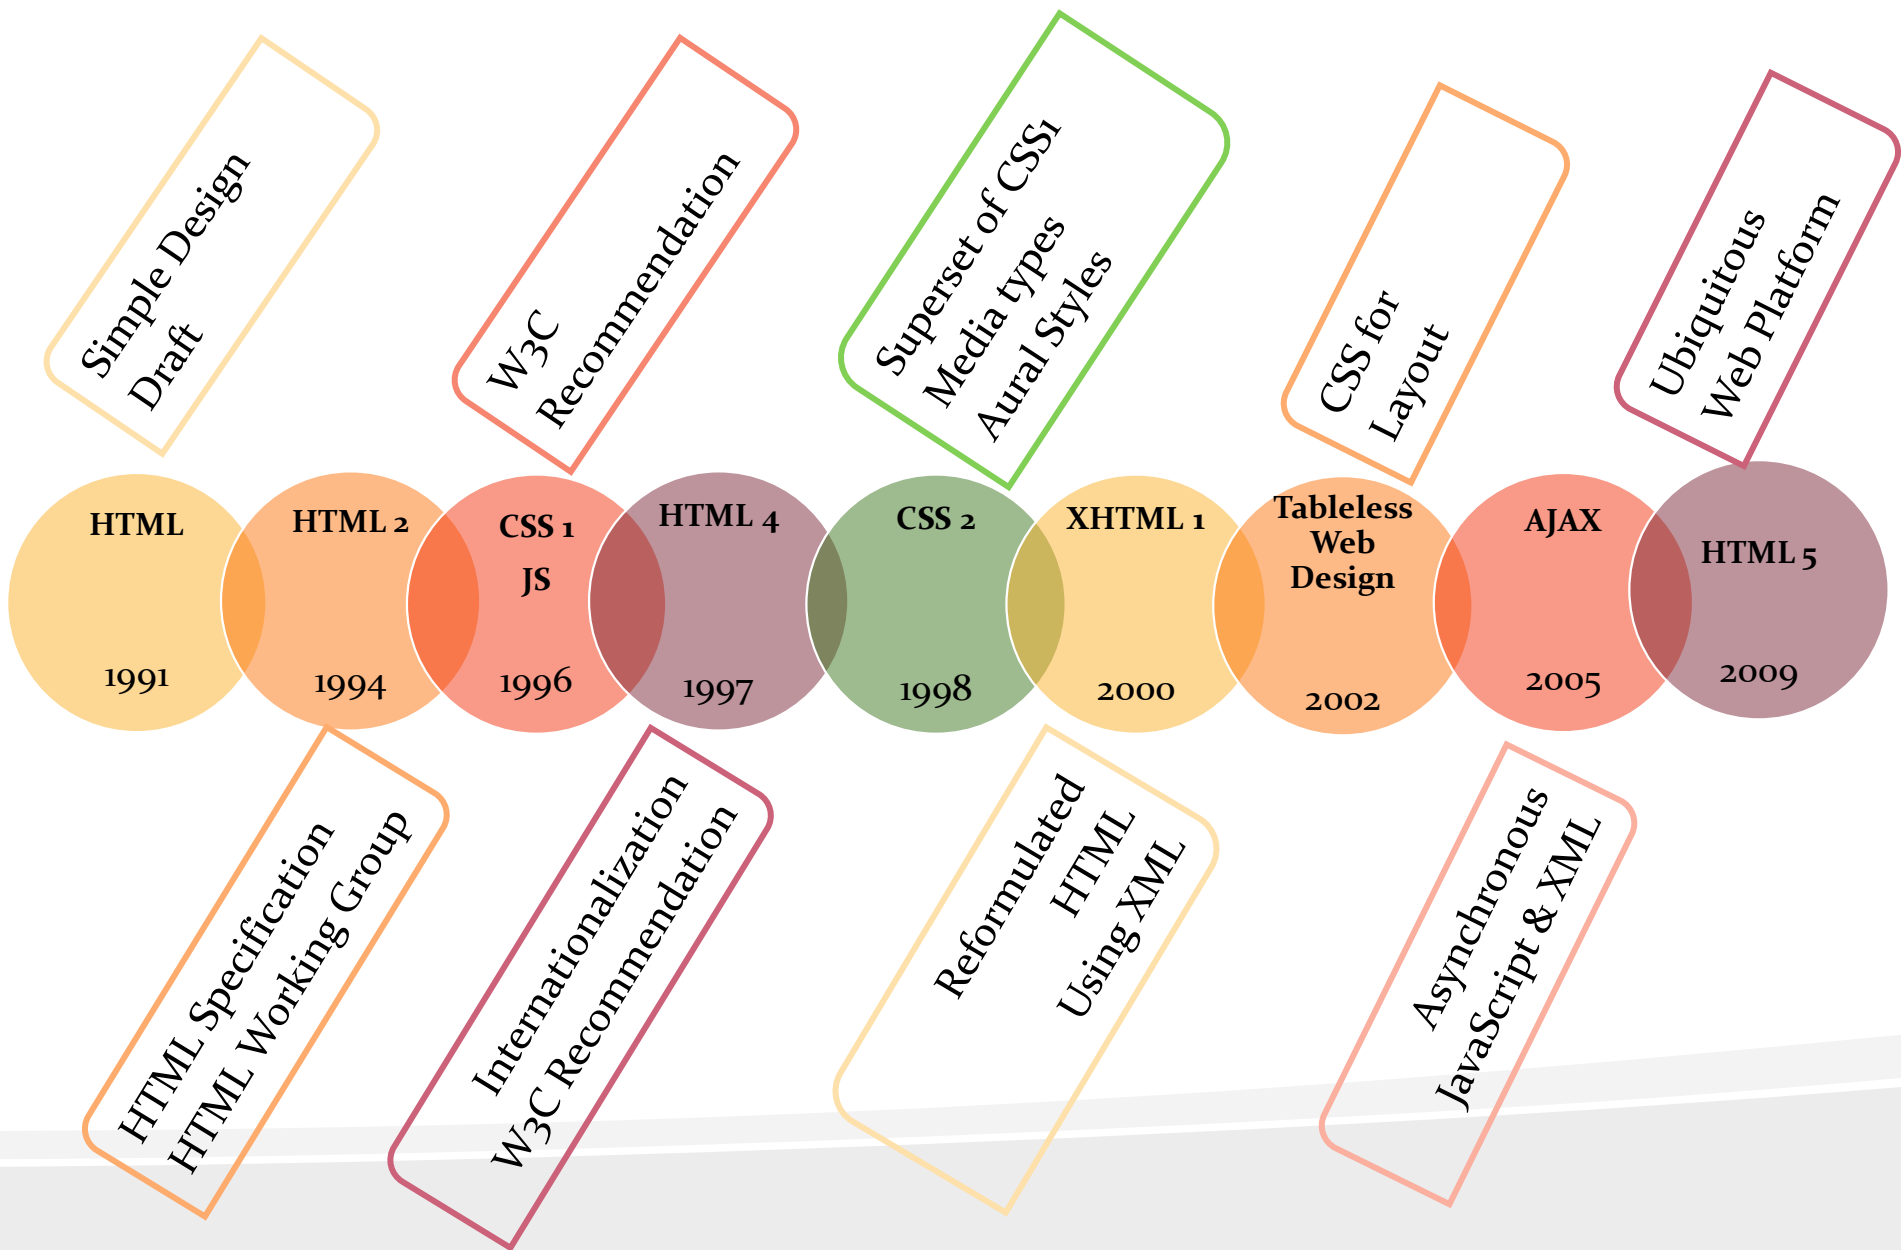 Simple Design
Draft
W3C
Recommendation
Superset of CSS1
Media types
Aural Styles
CSS for
Layout
Ubiquitous
Web Platform
HTML
1991
HTML 2
1994
CSS 1
JS
1996
HTML 4
1997
CSS 2
1998
XHTML 1
2000
Tableless
Web
Design
2002
AJAX
2005
HTML 5
2009
HTML Specification
HTML Working Group
Internationalization
W3C Recommendation
Reformulated
HTML
Using XML
Asynchronous
JavaScript & XML